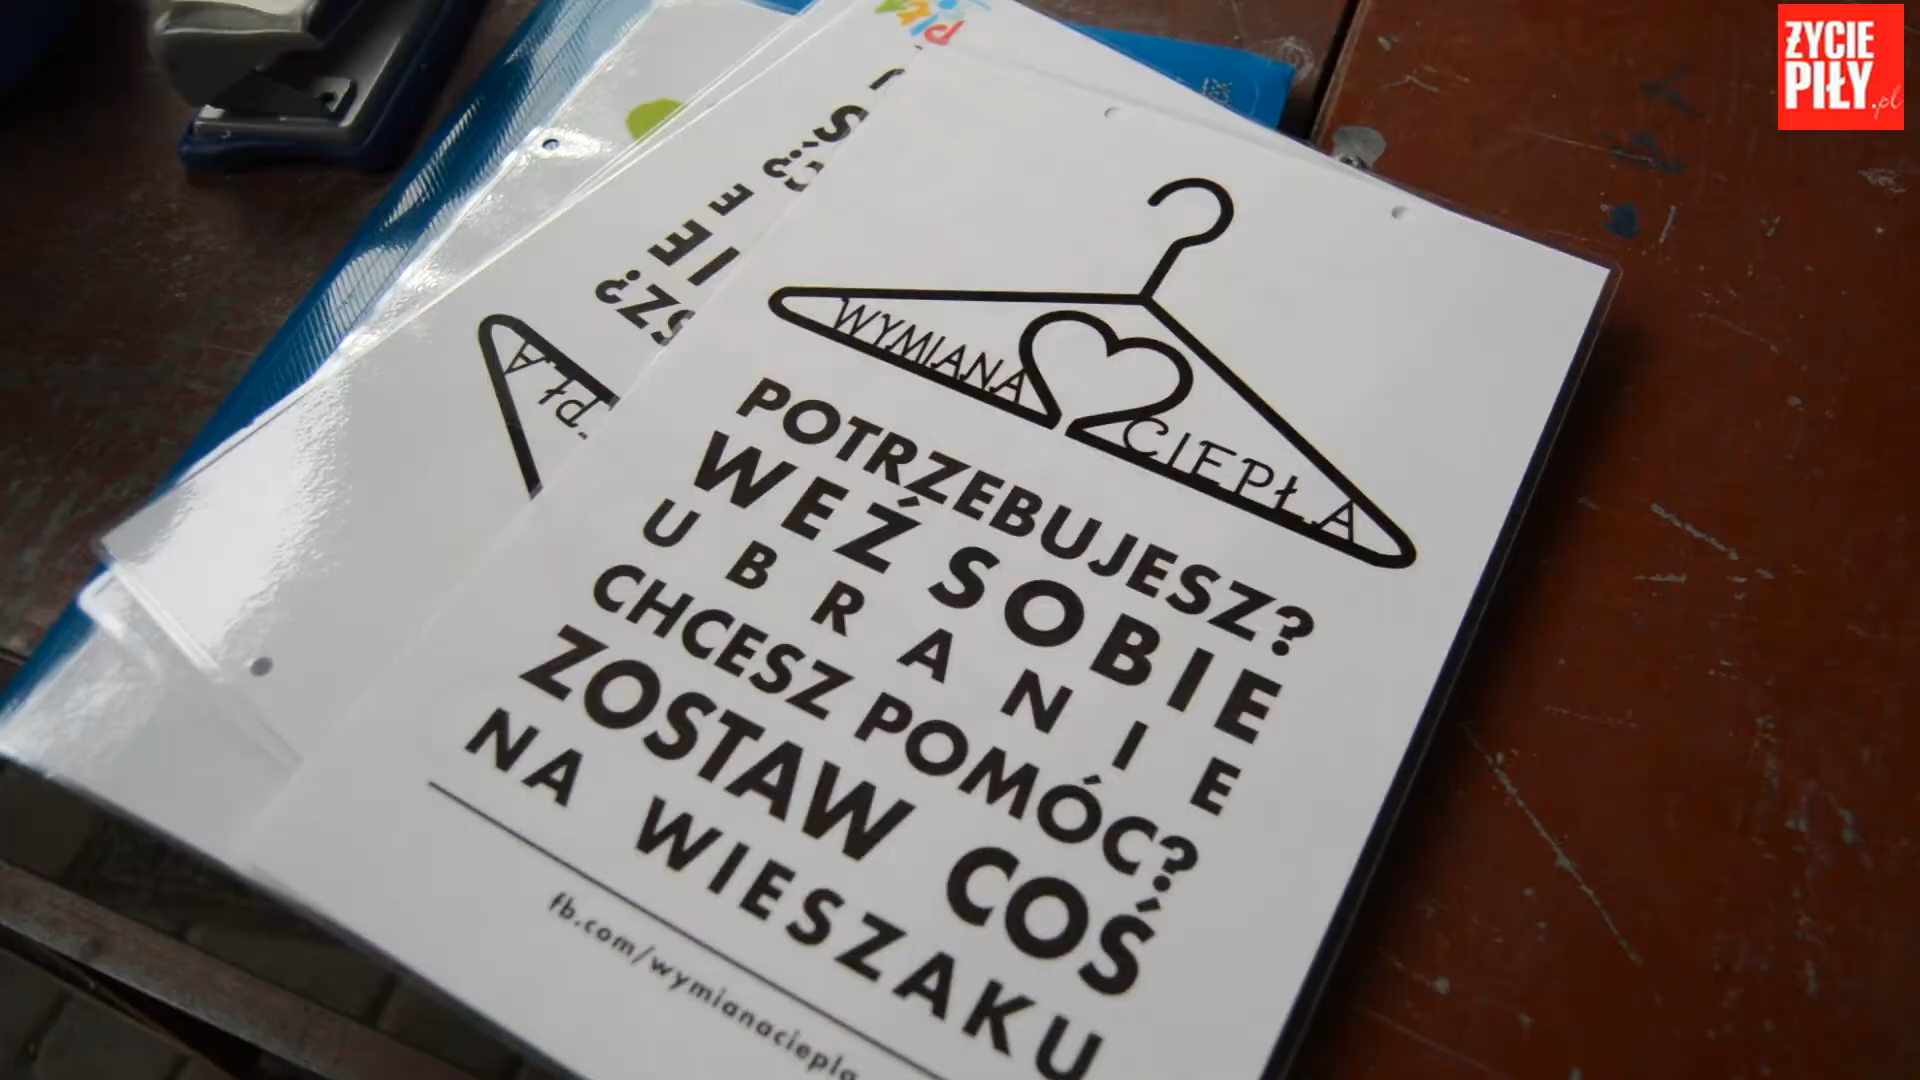 ŻYCIE
PIŁY.pl
WYMIANA CIEPŁA
POTRZEBUJESZ?
WEŹ SOBIE
UBRANIE
CHCESZ POMÓC?
ZOSTAW COŚ
NA WIESZAKU
fb.com/wymianaciepla